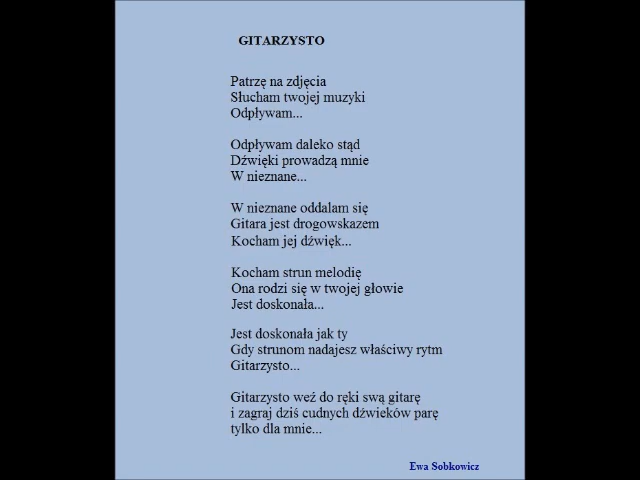 GITARZYSTO
Patrzę na zdjęcia
Słucham twojej muzyki
Odpływam...
Odpływam daleko stąd
Dźwięki prowadzą mnie
W nieznane...
W nieznane oddalam się
Gitara jest drogowskazem
Kocham jej dźwięk...
Kocham strun melodię
Ona rodzi się w twojej głowie
Jest doskonała...
Jest doskonała jak ty
Gdy strunom nadajesz właściwy rytm
Gitarzysto...
Gitarzysto weź do ręki swą gitarę
i zagraj dziś cudnych dźwieków parę
tylko dla mnie...
Ewa Sobkowicz